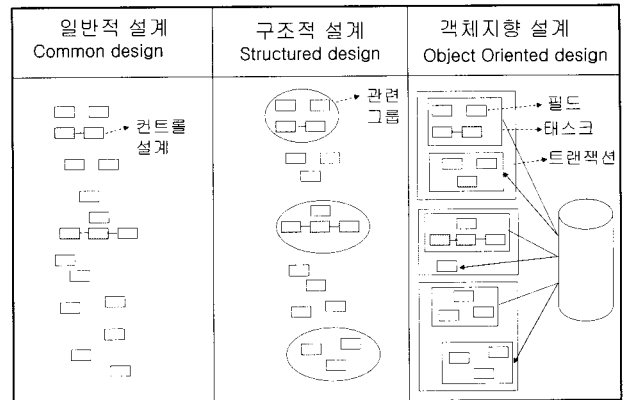 일반적 설계
Common design
구조적 설계
Structured design
객체지향 설계
Object Oriented design
컨트롤
설계
관련
그룹
필드
태스크
트랜잭션